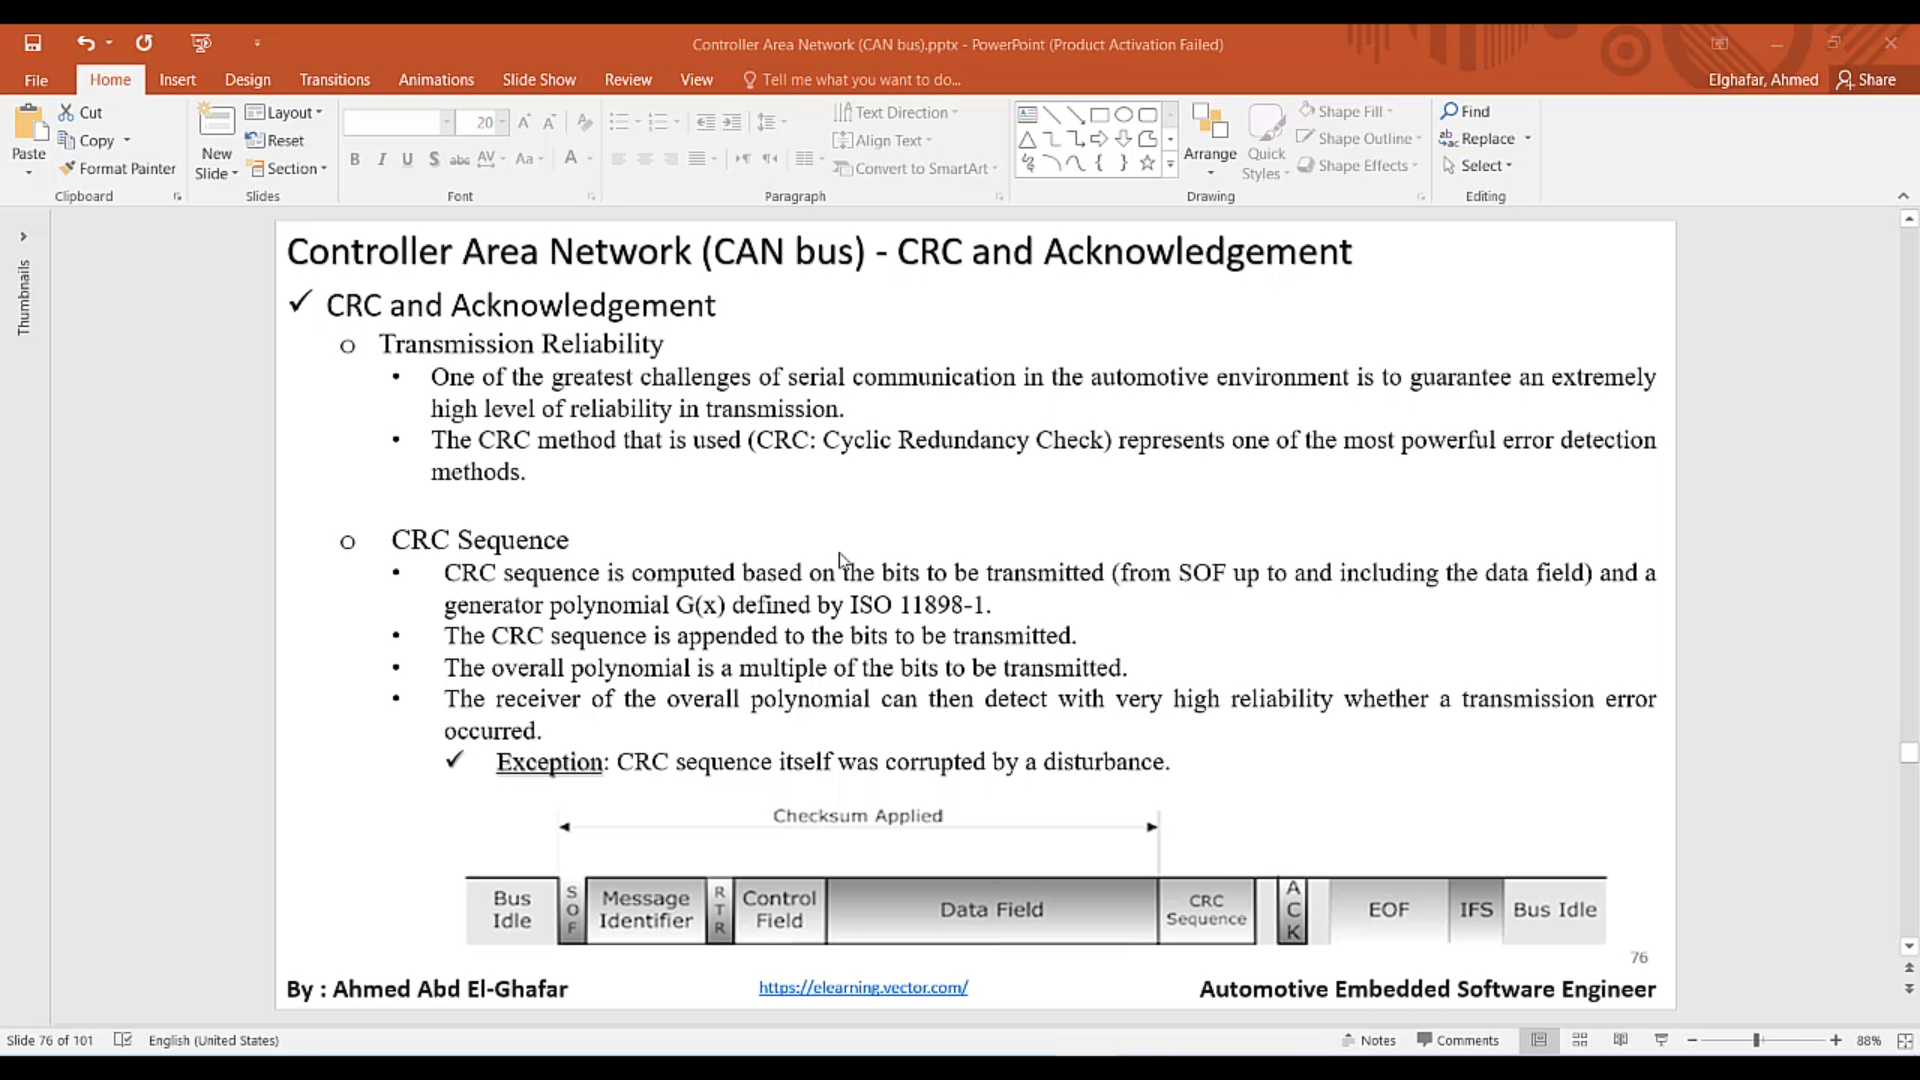 Controller Area Network (CAN bus).pptx - PowerPoint (Product Activation Failed)
File Home Insert Design Transitions Animations Slide Show Review View Tell me what you want to do... Elghafar, Ahmed Share
Paste Cut Copy Format Painter Clipboard
New Slide Layout Reset Section Slides
20 B I U S abc AV Aa A Font
Text Direction Align Text Convert to SmartArt Paragraph
Arrange Quick Styles Shape Fill Shape Outline Shape Effects Drawing
Find Replace Select Editing
Thumbnails
Controller Area Network (CAN bus) - CRC and Acknowledgement
✓ CRC and Acknowledgement
o Transmission Reliability
• One of the greatest challenges of serial communication in the automotive environment is to guarantee an extremely
high level of reliability in transmission.
• The CRC method that is used (CRC: Cyclic Redundancy Check) represents one of the most powerful error detection
methods.
o CRC Sequence
• CRC sequence is computed based on the bits to be transmitted (from SOF up to and including the data field) and a
generator polynomial G(x) defined by ISO 11898-1.
• The CRC sequence is appended to the bits to be transmitted.
• The overall polynomial is a multiple of the bits to be transmitted.
• The receiver of the overall polynomial can then detect with very high reliability whether a transmission error
occurred.
✓ Exception: CRC sequence itself was corrupted by a disturbance.
Checksum Applied
Bus Idle SOF Message Identifier RTR Control Field Data Field CRC Sequence ACK EOF IFS Bus Idle
76
By : Ahmed Abd El-Ghafar https://elearning.vector.com/ Automotive Embedded Software Engineer
Slide 76 of 101 English (United States) Notes Comments 88%